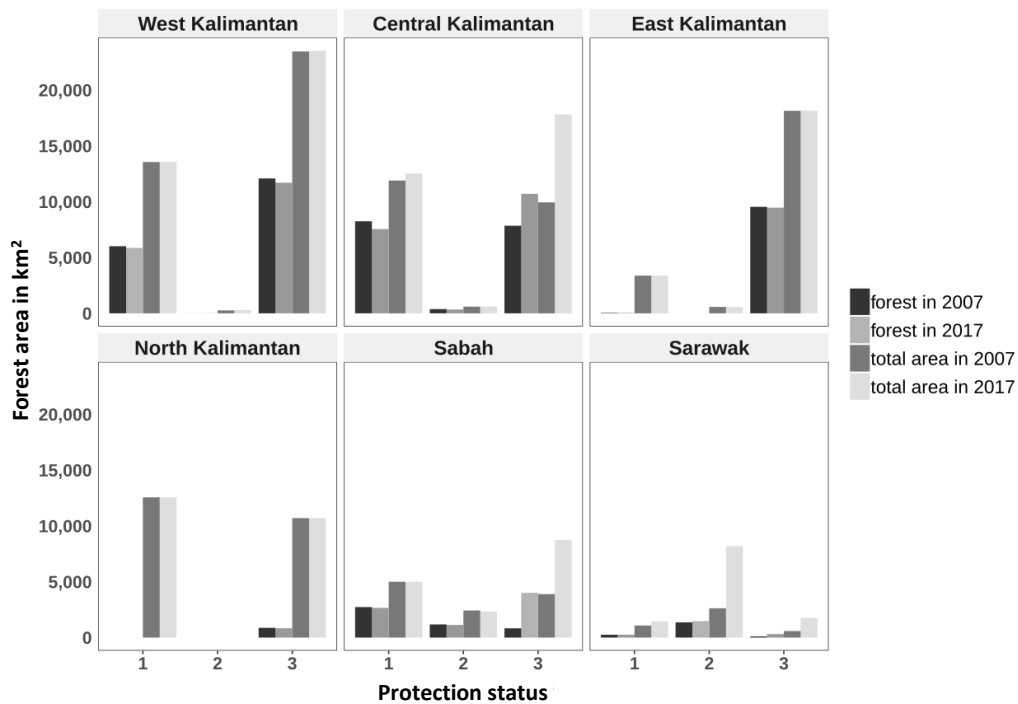 West Kalimantan
Central Kalimantan
East Kalimantan
20,000
15,000
10,000
5,000
0
North Kalimantan
Sabah
Sarawak
20,000
15,000
10,000
5,000
0
1 2 3
1 2 3
1 2 3
Forest area in km²
Protection status
forest in 2007
forest in 2017
total area in 2007
total area in 2017